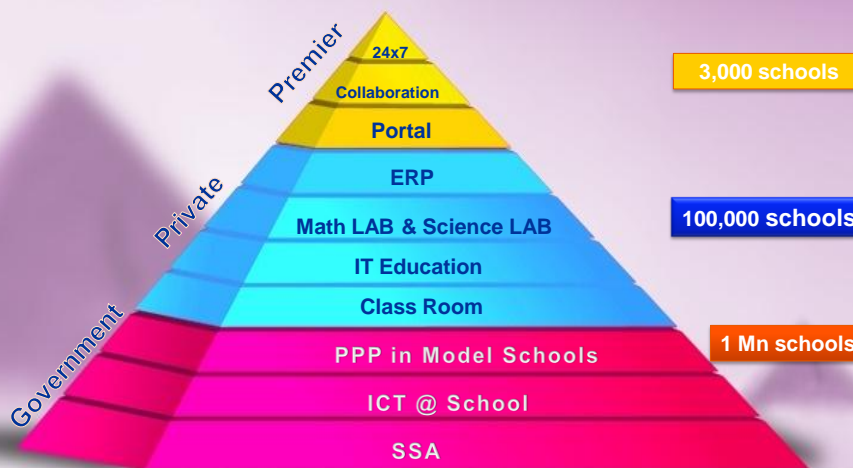 Premier
24x7
Collaboration
Portal
3,000 schools
Private
ERP
Math LAB & Science LAB
IT Education
Class Room
100,000 schools
Government
PPP in Model Schools
ICT @ School
SSA
1 Mn schools